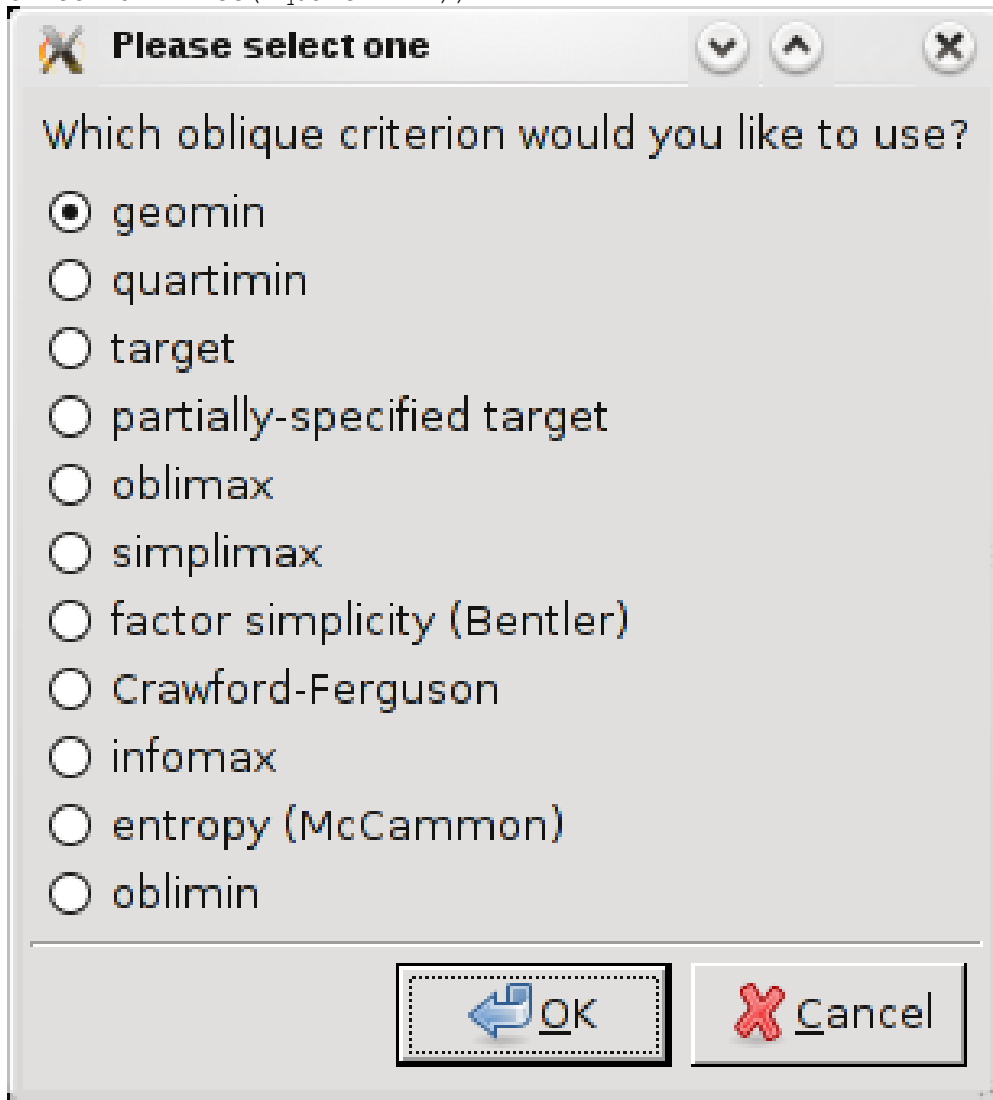 Please select one
Which oblique criterion would you like to use?
geomin
quartimin
target
partially-specified target
oblimax
simplimax
factor simplicity (Bentler)
Crawford-Ferguson
infomax
entropy (McCammon)
oblimin
OK
Cancel